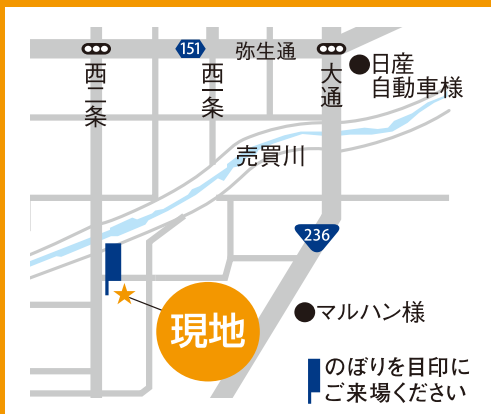 151
弥生通
日産
自動車様
西二条
西一条
大通
売買川
236
現地
マルハン様
のぼりを目印に
ご来場ください